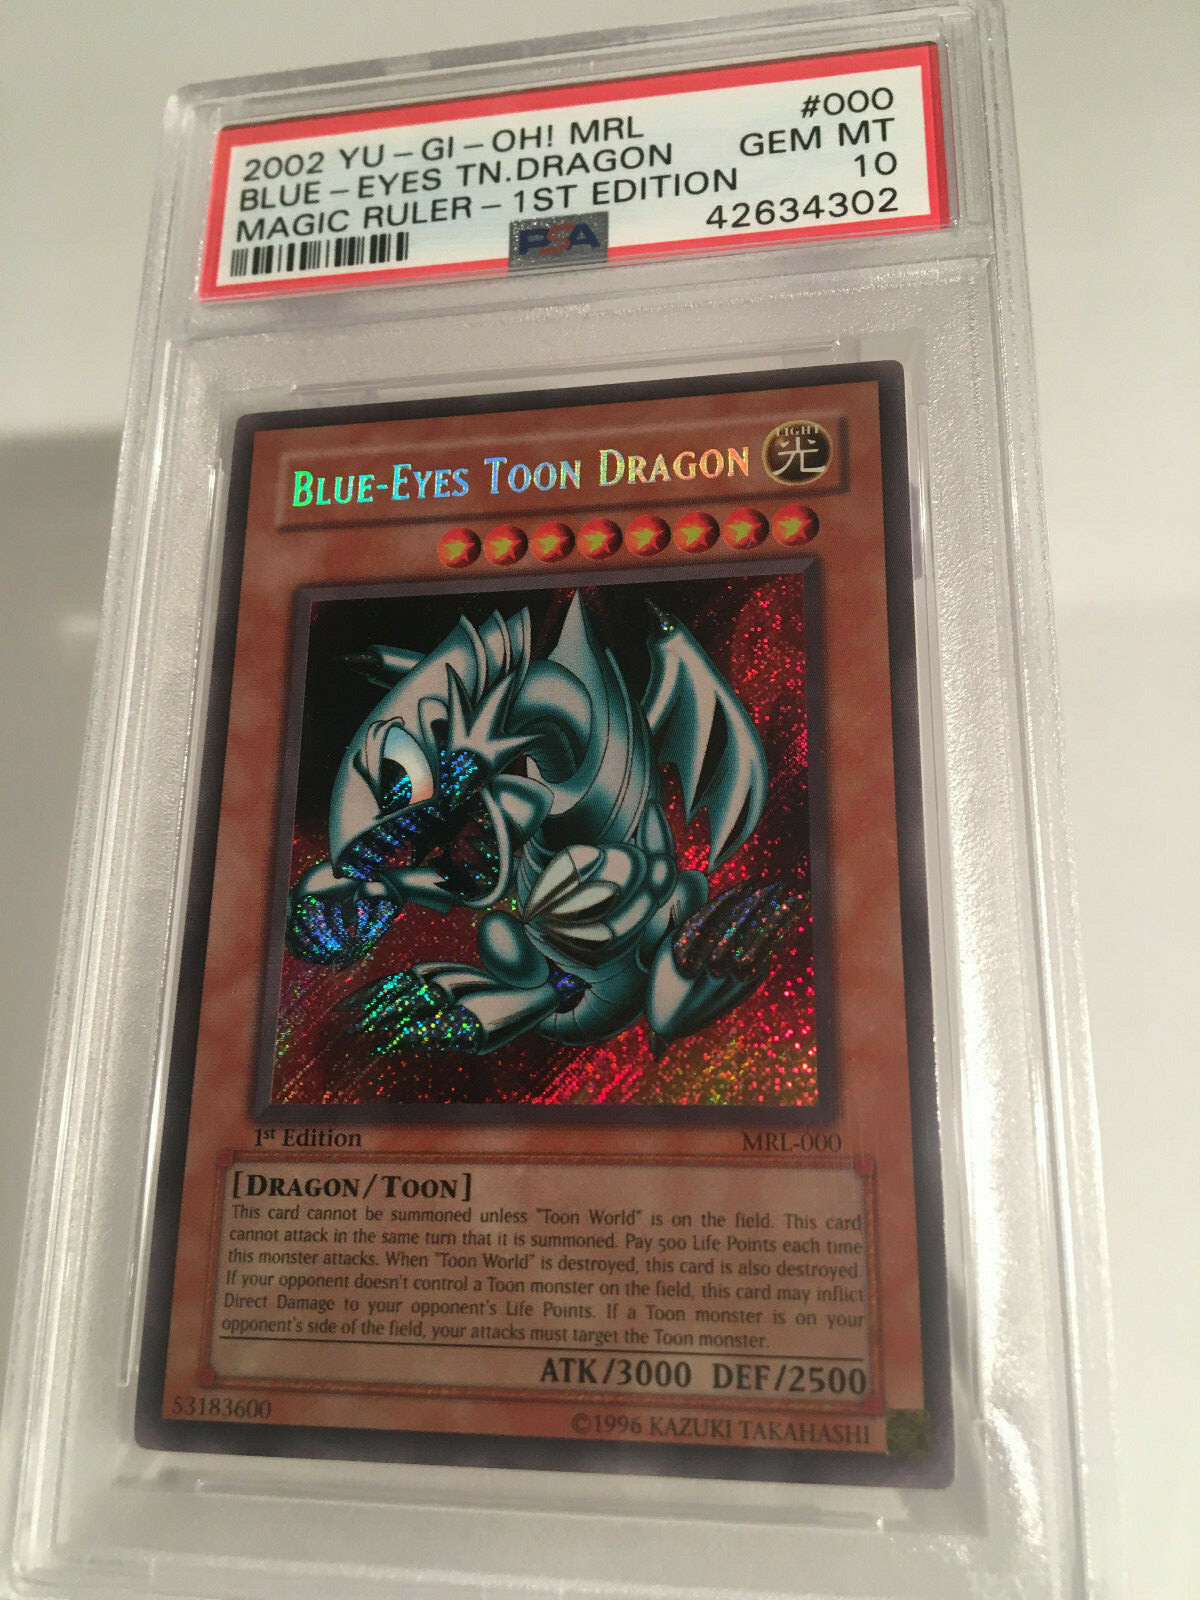 2002 YU-GI-OH! MRL #000
BLUE-EYES TN.DRAGON GEM MT
MAGIC RULER-1ST EDITION 10
42634302
PSA
BLUE-EYES TOON DRAGON
LIGHT
光
1st Edition MRL-000
[DRAGON/TOON]
This card cannot be summoned unless "Toon World" is on the field. This card
cannot attack in the same turn that it is summoned. Pay 500 Life Points each time
this monster attacks. When "Toon World" is destroyed, this card is also destroyed.
If your opponent doesn't control a Toon monster on the field, this card may inflict
Direct Damage to your opponent's Life Points. If a Toon monster is on your
opponent's side of the field, your attacks must target the Toon monster.
ATK/3000 DEF/2500
53183600 ©1996 KAZUKI TAKAHASHI